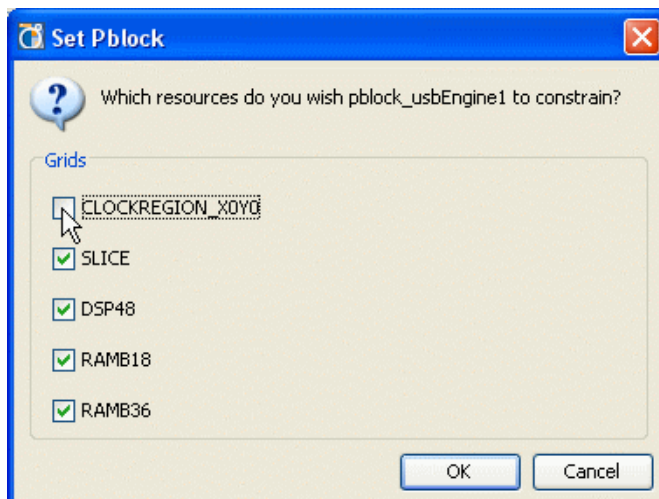 Set Pblock
Which resources do you wish pblock_usbEngine1 to constrain?
Grids
CLOCKREGION_X0Y0
SLICE
DSP48
RAMB18
RAMB36
OK
Cancel